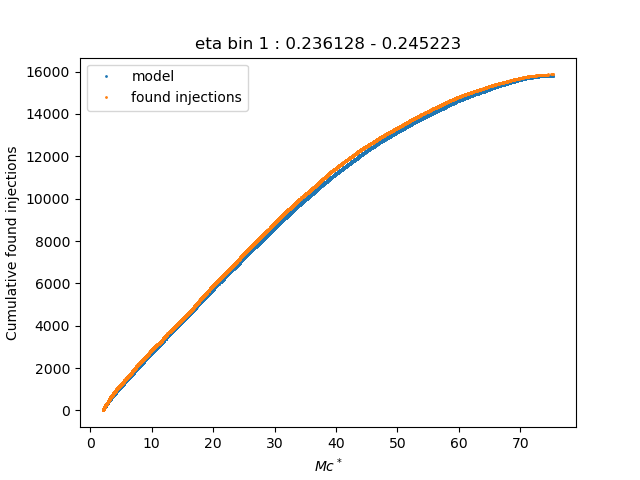 eta bin 1 : 0.236128 - 0.245223
model
found injections
Cumulative found injections
16000
14000
12000
10000
8000
6000
4000
2000
0
0 10 20 30 40 50 60 70
Mc*